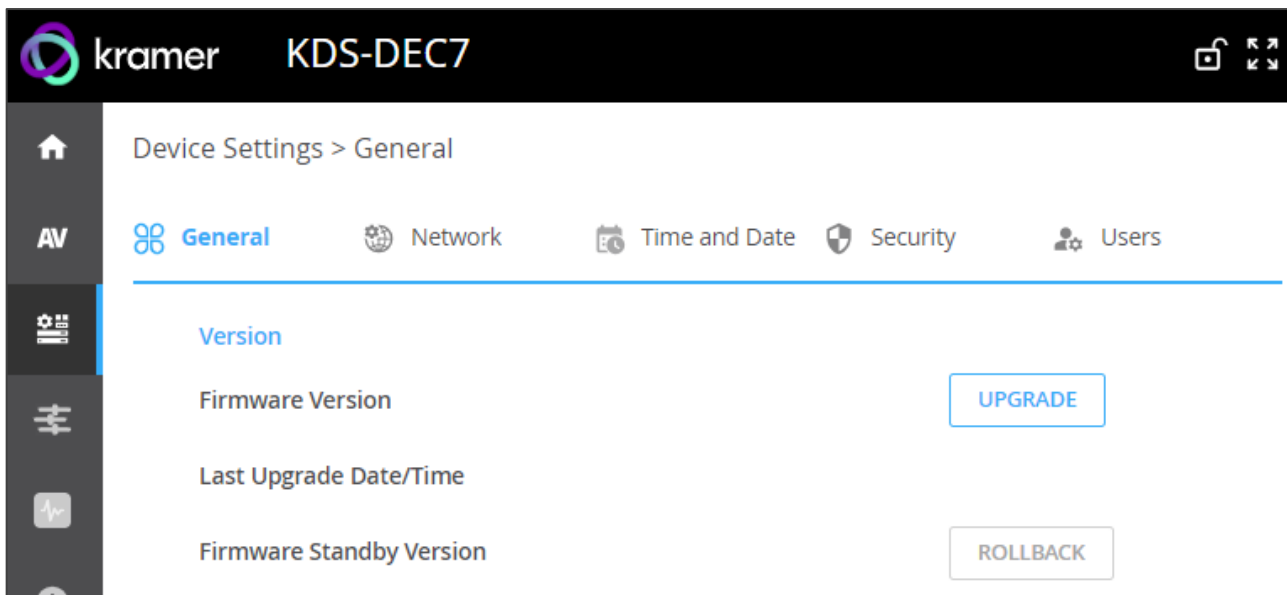 kramer KDS-DEC7
Device Settings > General
AV General Network Time and Date Security Users
Version
Firmware Version UPGRADE
Last Upgrade Date/Time
Firmware Standby Version ROLLBACK